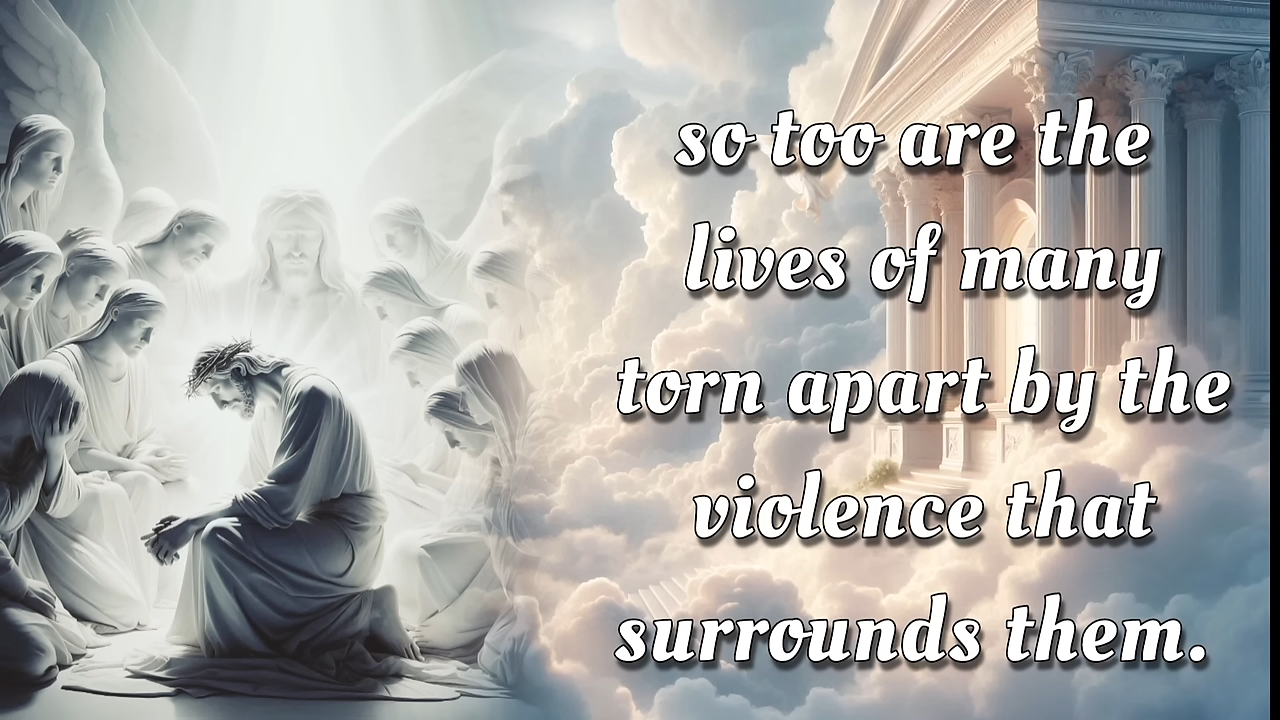 so too are the
lives of many
torn apart by the
violence that
surrounds them.